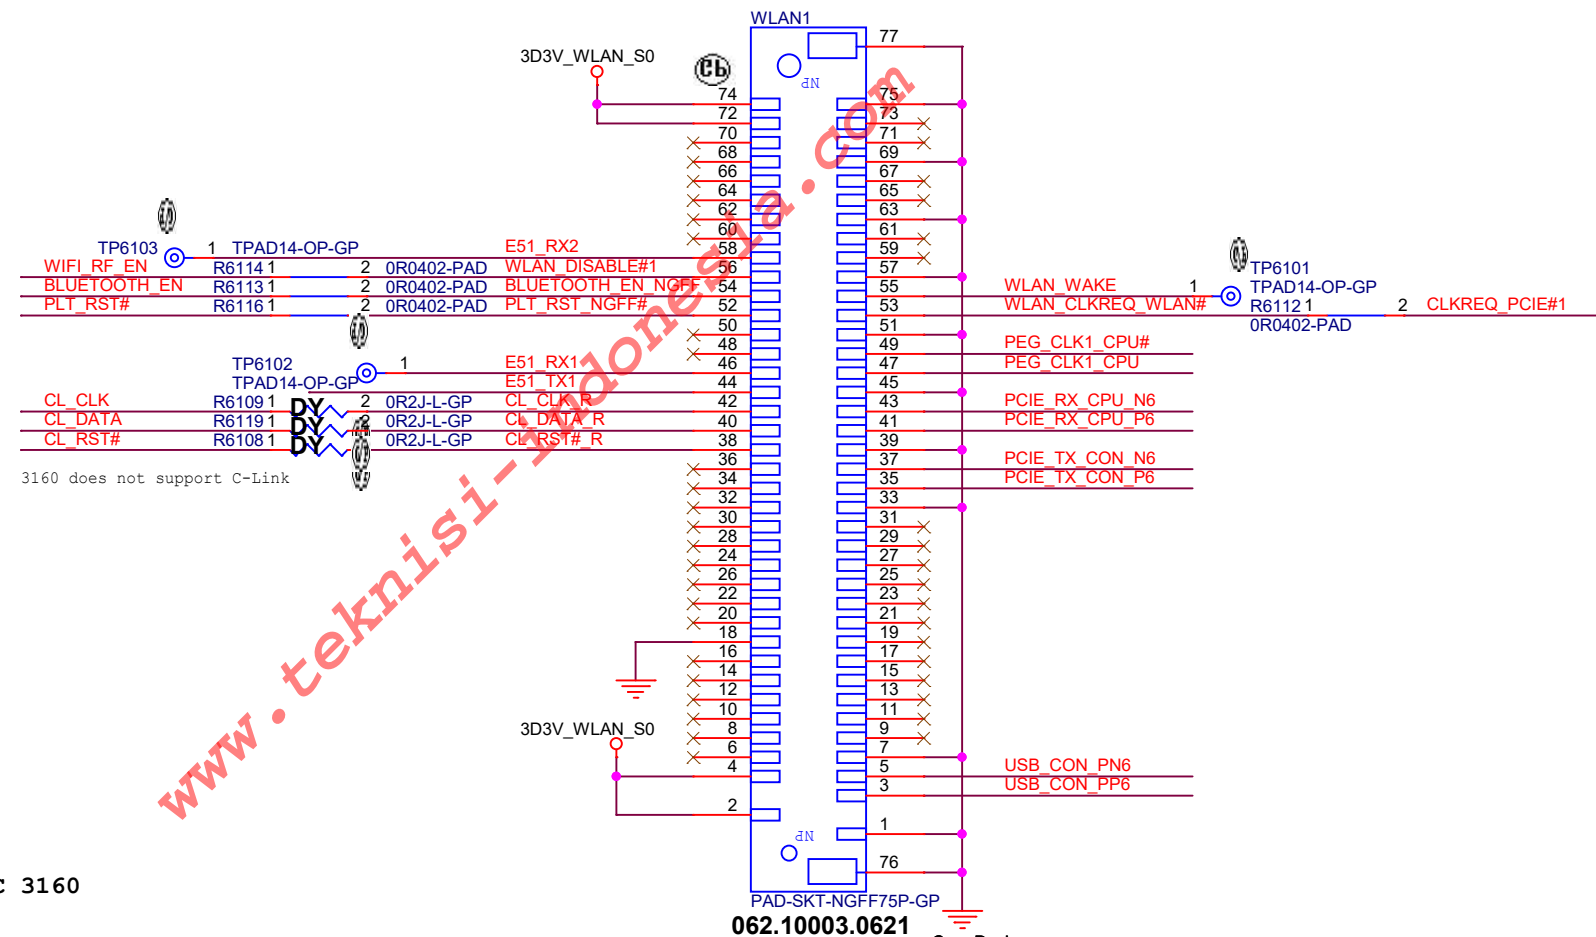 WLAN1
3D3V_WLAN_S0
77
74
75
72
73
70
71
68
69
66
67
64
65
62
63
60
61
TP6103 1 TPAD14-OP-GP E51_RX2 58
59
WIFI_RF_EN R6114 1 2 0R0402-PAD WLAN_DISABLE#1 56
57
BLUETOOTH_EN R6113 1 2 0R0402-PAD BLUETOOTH_EN_NGFF 54
55 WLAN_WAKE 1 TP6101
TPAD14-OP-GP
PLT_RST# R6116 1 2 0R0402-PAD PLT_RST_NGFF# 52
53 WLAN_CLKREQ_WLAN# R6112 1 2 CLKREQ_PCIE#1
0R0402-PAD
50
51
48
49 PEG_CLK1_CPU#
TP6102 1 E51_RX1 46
47 PEG_CLK1_CPU
TPAD14-OP-GP E51_TX1 44
45
CL_CLK R6109 1 DY 2 0R2J-L-GP CL_CLK_R 42
43 PCIE_RX_CPU_N6
CL_DATA R6119 1 DY 2 0R2J-L-GP CL_DATA_R 40
41 PCIE_RX_CPU_P6
CL_RST# R6108 1 DY 0R2J-L-GP CL_RST#_R 38
39
3160 does not support C-Link
36
37 PCIE_TX_CON_N6
34
35 PCIE_TX_CON_P6
32
33
30
31
28
29
24
27
26
25
22
23
20
21
18
19
16
17
14
15
12
13
10
11
3D3V_WLAN_S0
8
9
6
7
4
5 USB_CON_PN6
3 USB_CON_PP6
2
1
76
NP
NP
PAD-SKT-NGFF75P-GP
062.10003.0621
C 3160
www.teknisi-indonesia.com